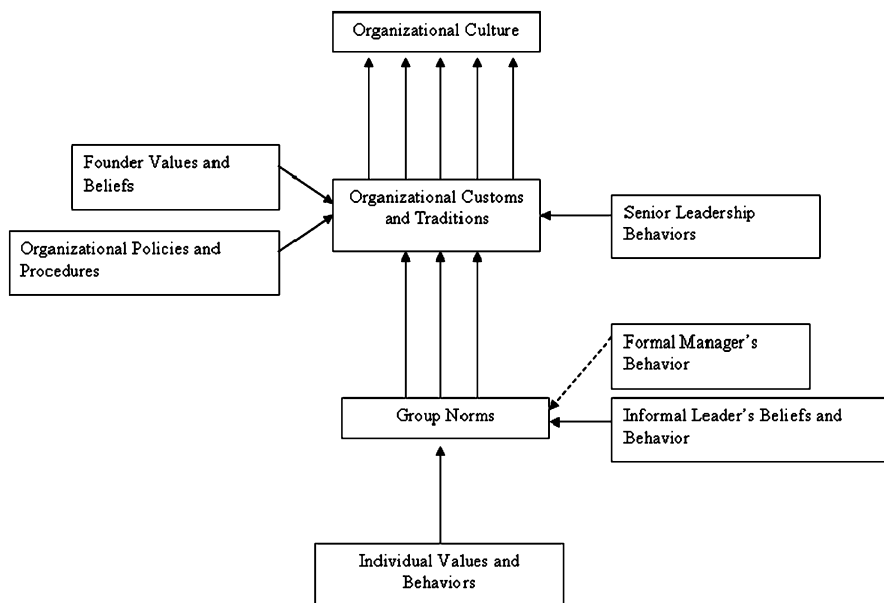 Organizational Culture
Founder Values and
Beliefs
Organizational Customs
and Traditions
Senior Leadership
Behaviors
Organizational Policies and
Procedures
Formal Manager's
Behavior
Group Norms
Informal Leader's Beliefs and
Behavior
Individual Values and
Behaviors